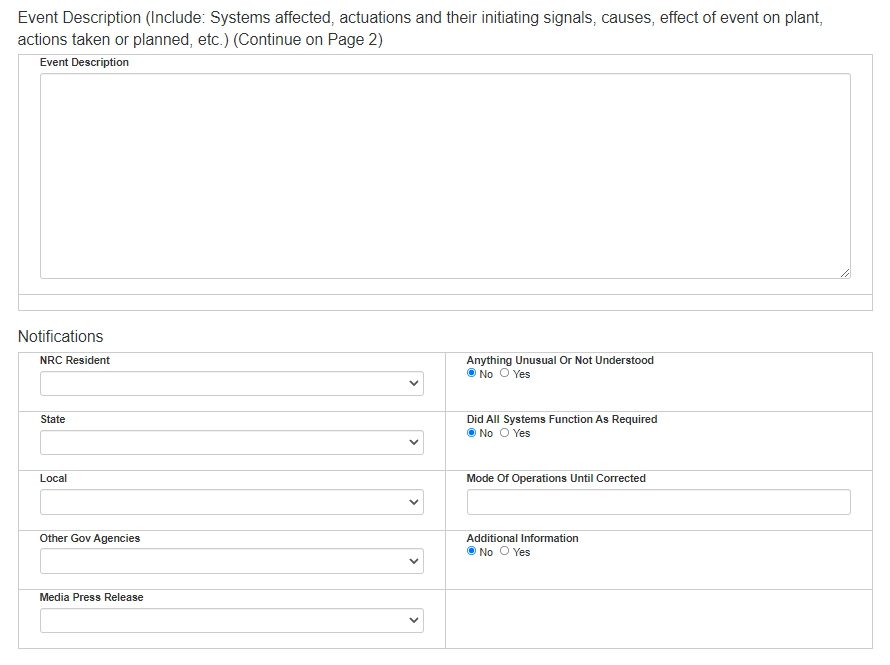 Event Description (Include: Systems affected, actuations and their initiating signals, causes, effect of event on plant,
actions taken or planned, etc.) (Continue on Page 2)
Event Description
Notifications
NRC Resident
Anything Unusual Or Not Understood
No Yes
State
Did All Systems Function As Required
No Yes
Local
Mode Of Operations Until Corrected
Other Gov Agencies
Additional Information
No Yes
Media Press Release